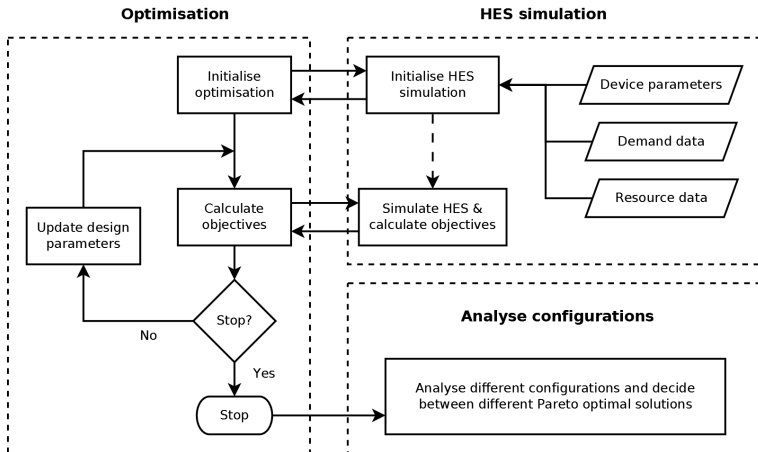 Optimisation
HES simulation
Initialise
optimisation
Initialise HES
simulation
Device parameters
Demand data
Resource data
Update design
parameters
Calculate
objectives
Simulate HES &
calculate objectives
Stop?
No
Yes
Stop
Analyse configurations
Analyse different configurations and decide
between different Pareto optimal solutions